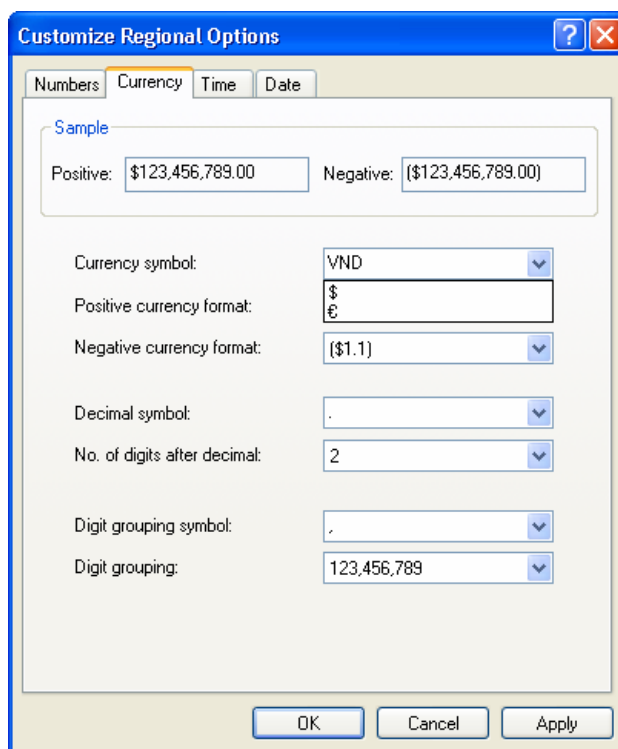 Customize Regional Options
Numbers Currency Time Date
Sample
Positive: $123,456,789.00 Negative: ($123,456,789.00)
Currency symbol: VND
$
Positive currency format:
€
Negative currency format: ($1.1)
Decimal symbol: .
No. of digits after decimal: 2
Digit grouping symbol: ,
Digit grouping: 123,456,789
OK Cancel Apply